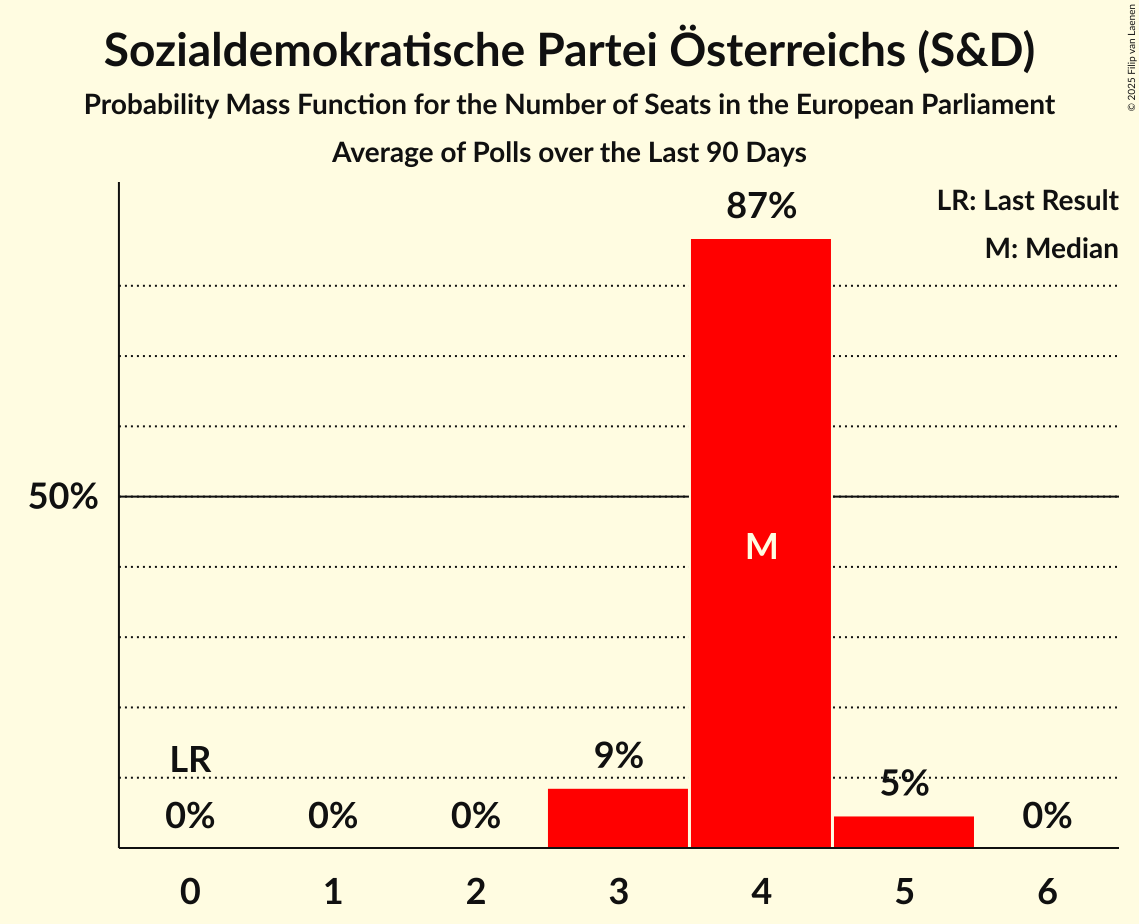 Sozialdemokratische Partei Österreichs (S&D)
Probability Mass Function for the Number of Seats in the European Parliament
Average of Polls over the Last 90 Days
© 2025 Filip van Laenen
LR: Last Result
M: Median
87%
50%
M
LR
9%
5%
0%
0%
0%
0%
0
1
2
3
4
5
6